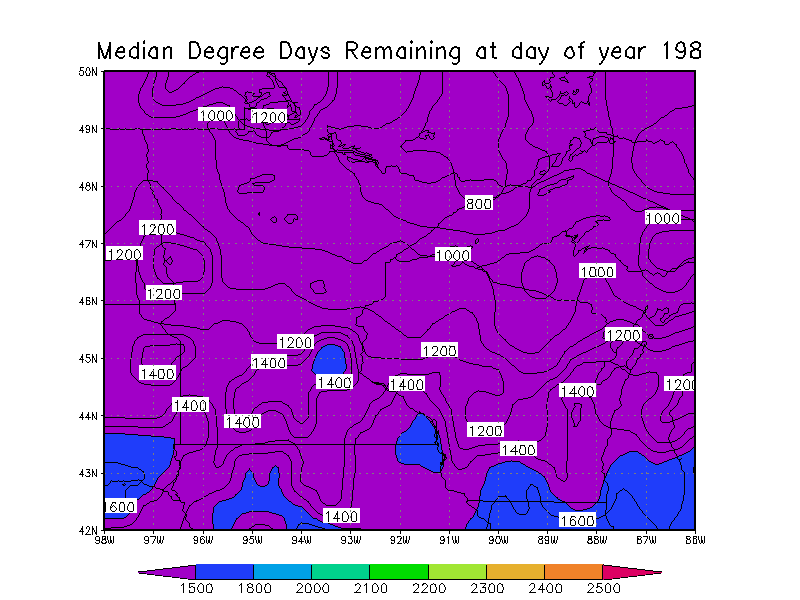 Median Degree Days Remaining at day of year 198
50N
1000 1200
49N
48N
800
1200 1000
47N
1200 1000
1000
1200
46N
1200 1200
1200
45N 1400
1400 1400 1400 1400 1200
1400
44N 1400
1200
1400
43N
1600
1400 1600
42N
98W 97W 96W 95W 94W 93W 92W 91W 90W 89W 88W 87W 86W
1500 1800 2000 2100 2200 2300 2400 2500